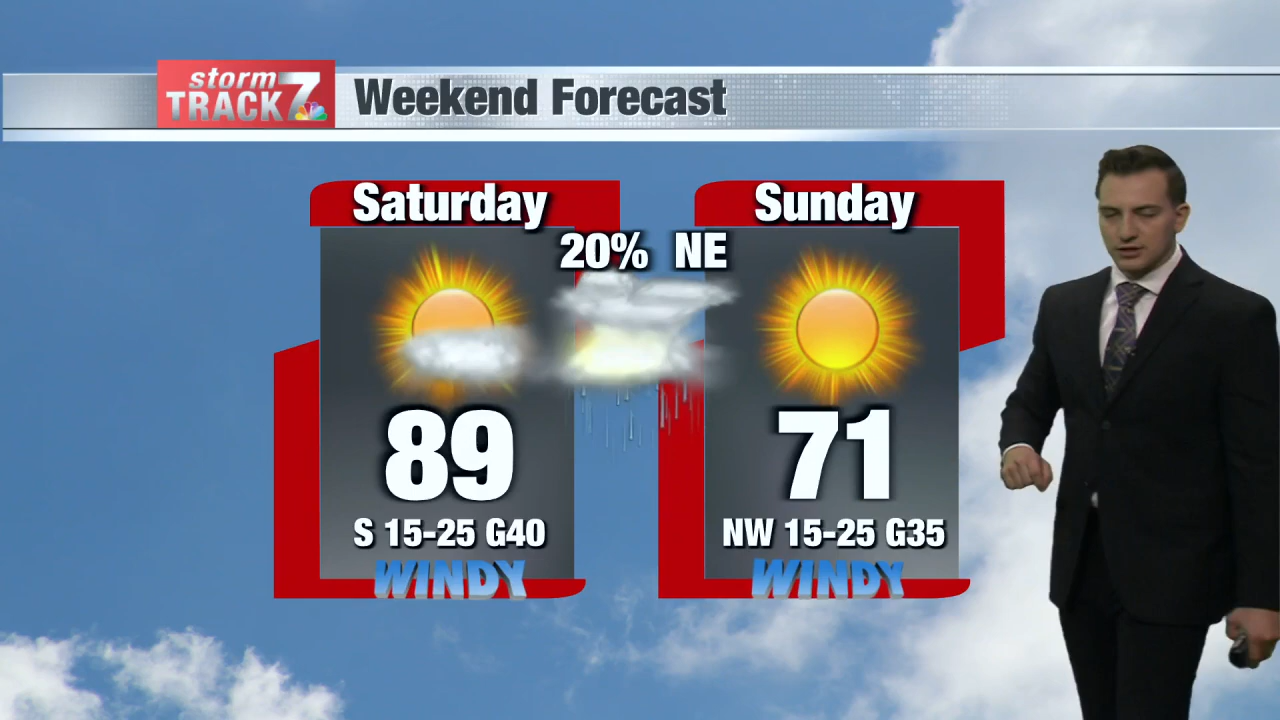 storm
TRACK 7
Weekend Forecast
Saturday
Sunday
20% NE
89
71
S 15-25 G40
NW 15-25 G35
WINDY
WINDY